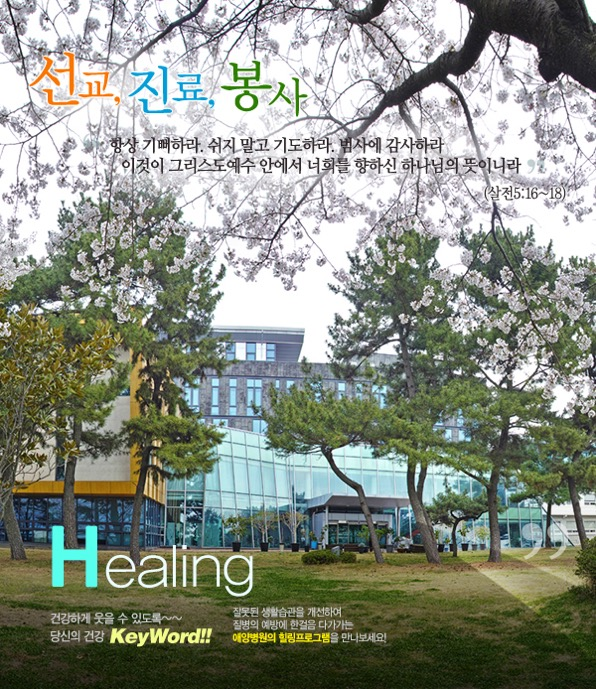 선교, 진료, 봉사
항상 기뻐하라. 쉬지 말고 기도하라. 범사에 감사하라
이것이 그리스도예수 안에서 너희를 향하신 하나님의 뜻이니라
(살전5:16~18)
Healing
건강하게 웃을 수 있도록~~
당신의 건강 KeyWord!!
잘못된 생활습관을 개선하여
질병의 예방에 한걸음 다가가는
애양병원의 힐링프로그램을 만나보세요!